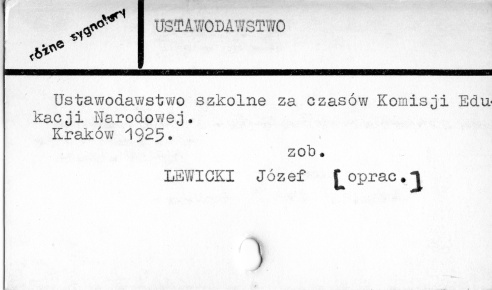 różne sygnatury
USTAWODAWSTWO
Ustawodawstwo szkolne za czasów Komisji Edu-
kacji Narodowej.
Kraków 1925.
zob.
LEWICKI Józef [oprac.]